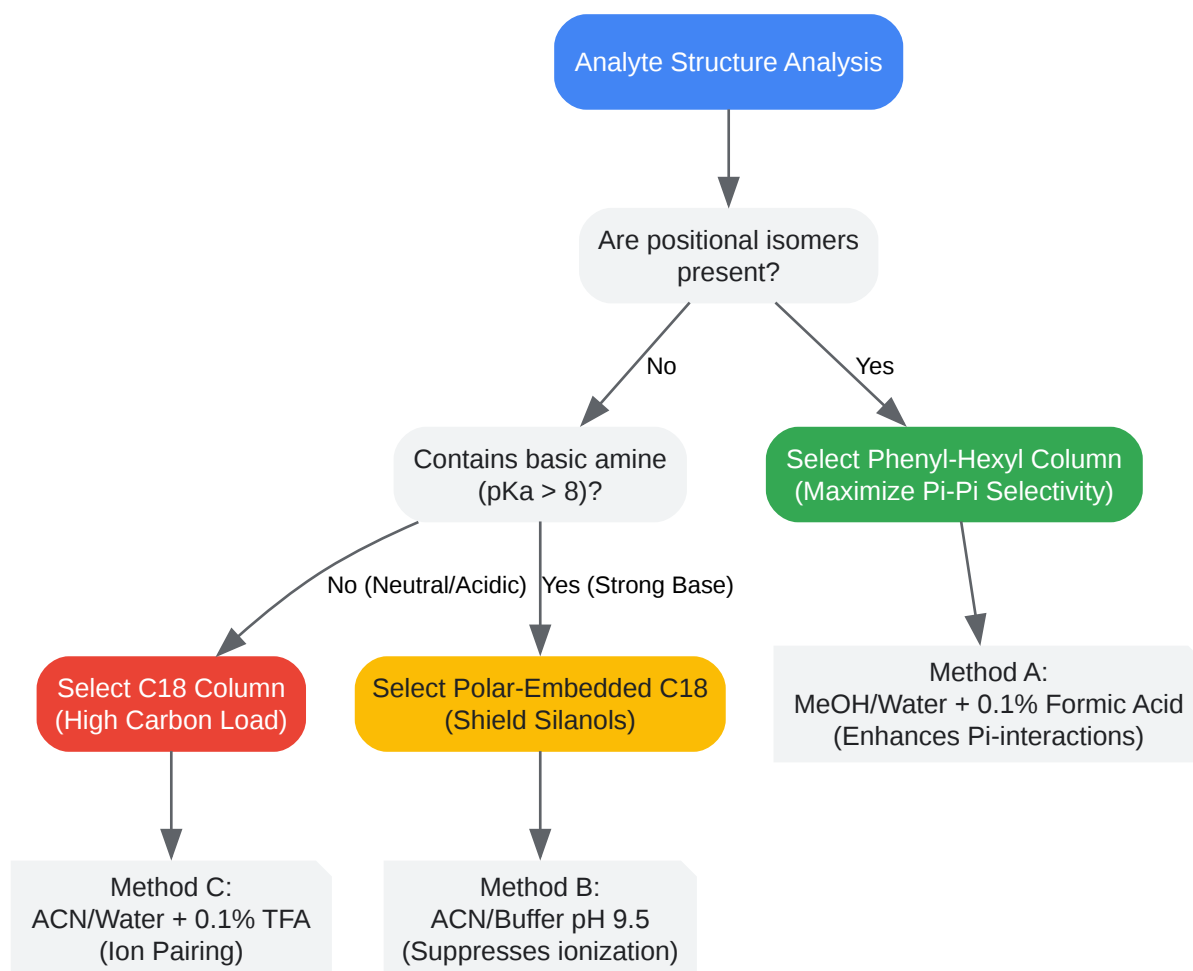 Analyte Structure Analysis
Are positional isomers
present?
No
Yes
Contains basic amine
(pKa > 8)?
Select Phenyl-Hexyl Column
(Maximize Pi-Pi Selectivity)
No (Neutral/Acidic)
Yes (Strong Base)
Select C18 Column
(High Carbon Load)
Select Polar-Embedded C18
(Shield Silanols)
Method A:
MeOH/Water + 0.1% Formic Acid
(Enhances Pi-interactions)
Method C:
ACN/Water + 0.1% TFA
(Ion Pairing)
Method B:
ACN/Buffer pH 9.5
(Suppresses ionization)